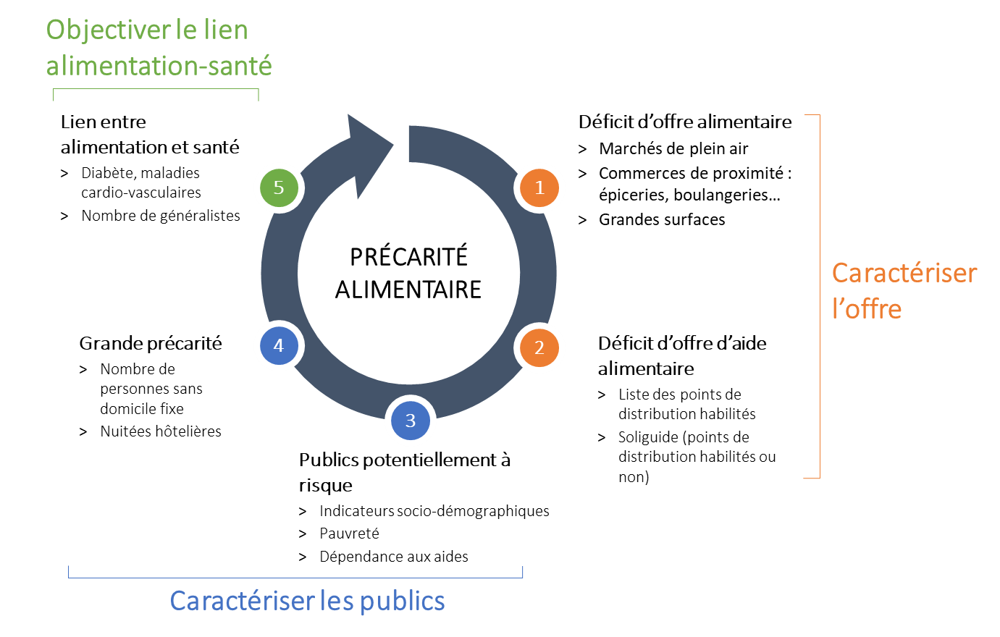 Objectiver le lien
alimentation-santé
Lien entre
alimentation et santé
> Diabète, maladies
cardio-vasculaires
> Nombre de généralistes
5
PRÉCARITÉ
ALIMENTAIRE
1
Déficit d’offre alimentaire
> Marchés de plein air
> Commerces de proximité :
épiceries, boulangeries…
> Grandes surfaces
Caractériser
l’offre
2
Déficit d’offre d’aide
alimentaire
> Liste des points de
distribution habilités
> Soliguide (points de
distribution habilités ou
non)
4
Grande précarité
> Nombre de
personnes sans
domicile fixe
> Nuitées hôtelières
3
Publics potentiellement à
risque
> Indicateurs socio-démographiques
> Pauvreté
> Dépendance aux aides
Caractériser les publics